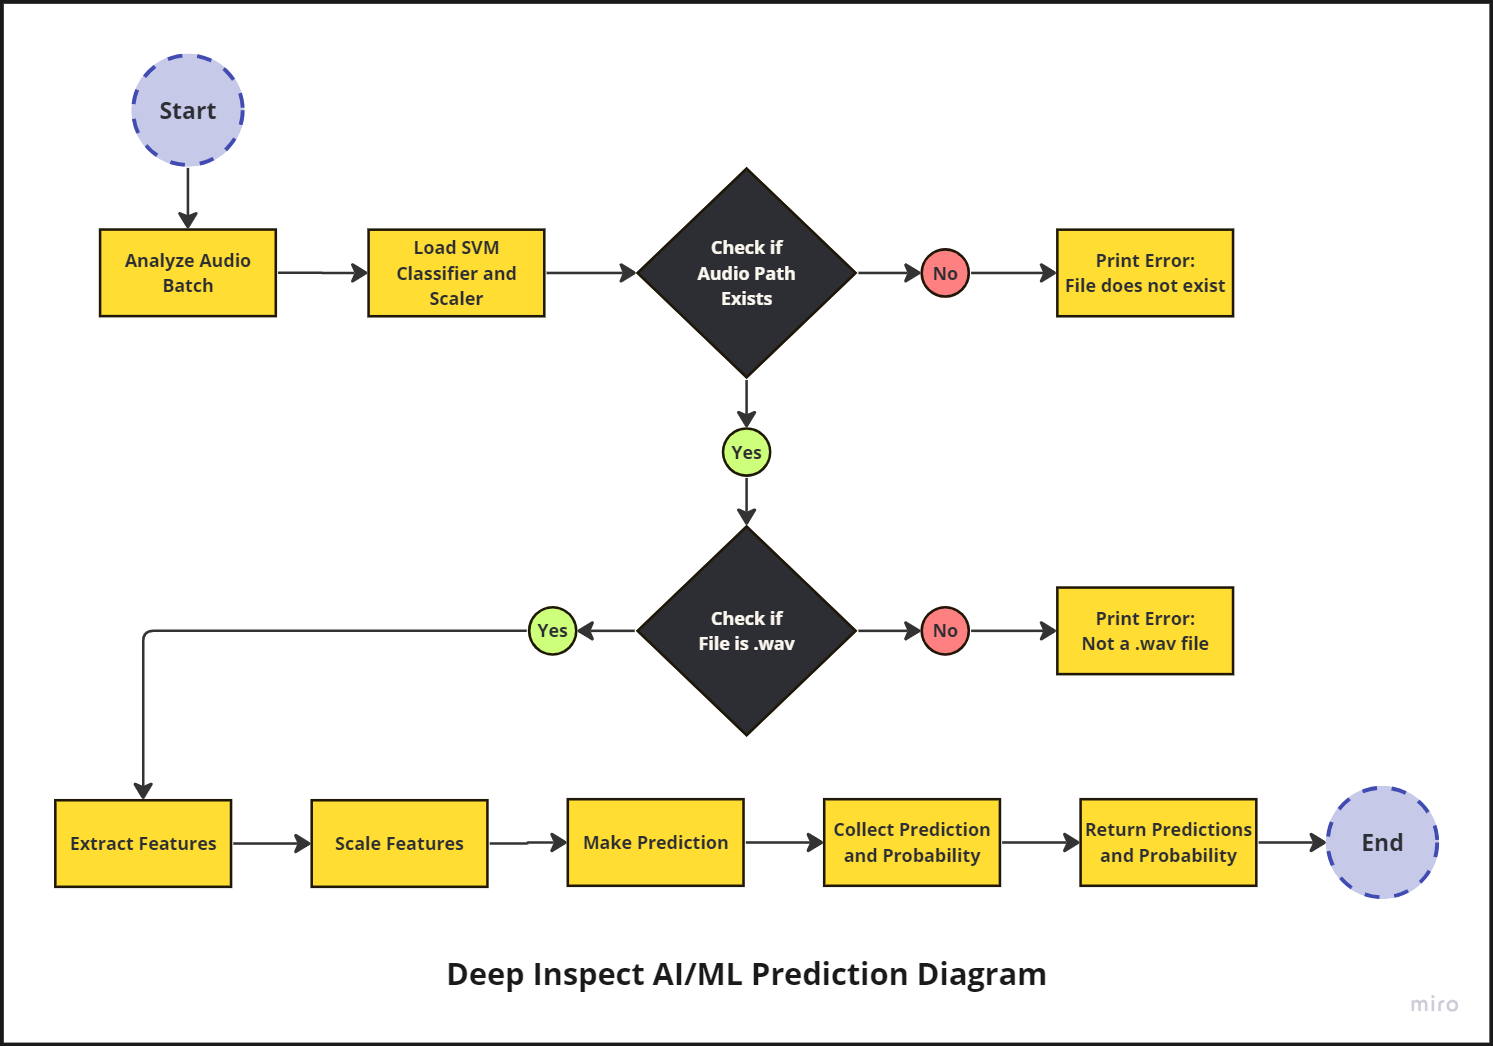 Start
Analyze Audio
Batch
Load SVM
Classifier and
Scaler
Check if
Audio Path
Exists
No
Print Error:
File does not exist
Yes
Check if
File is .wav
Yes
No
Print Error:
Not a .wav file
Extract Features
Scale Features
Make Prediction
Collect Prediction
and Probability
Return Predictions
and Probability
End
Deep Inspect AI/ML Prediction Diagram
miro